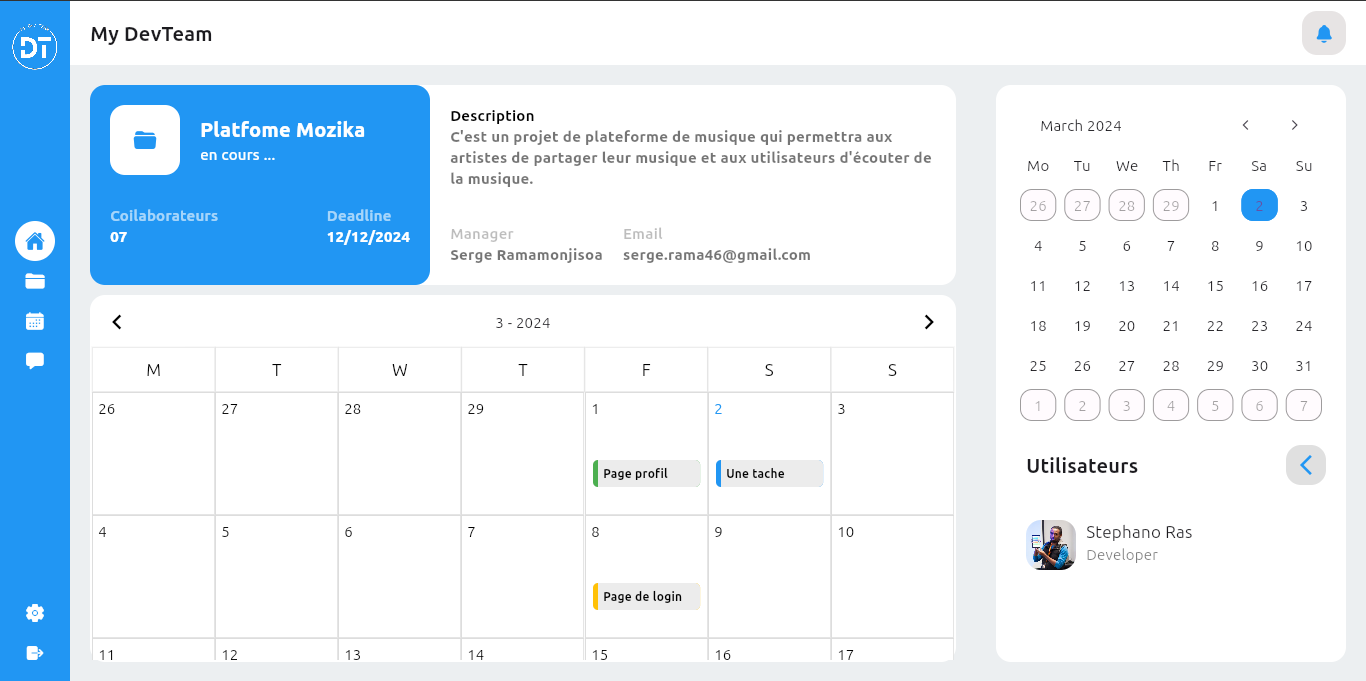 DT
My DevTeam
Platfome Mozika
en cours ...
Coilaborateurs
07
Deadline
12/12/2024
Description
C'est un projet de plateforme de musique qui permettra aux
artistes de partager leur musique et aux utilisateurs d'écouter de
la musique.
Manager
Serge Ramamonjisoa
Email
serge.rama46@gmail.com
3 - 2024
M T W T F S S
26 27 28 29 1 2 3
Page profil
Une tache
4 5 6 7 8 9 10
Page de login
11 12 13 14 15 16 17
March 2024
Mo Tu We Th Fr Sa Su
26 27 28 29 1 2 3
4 5 6 7 8 9 10
11 12 13 14 15 16 17
18 19 20 21 22 23 24
25 26 27 28 29 30 31
1 2 3 4 5 6 7
Utilisateurs
Stephano Ras
Developer